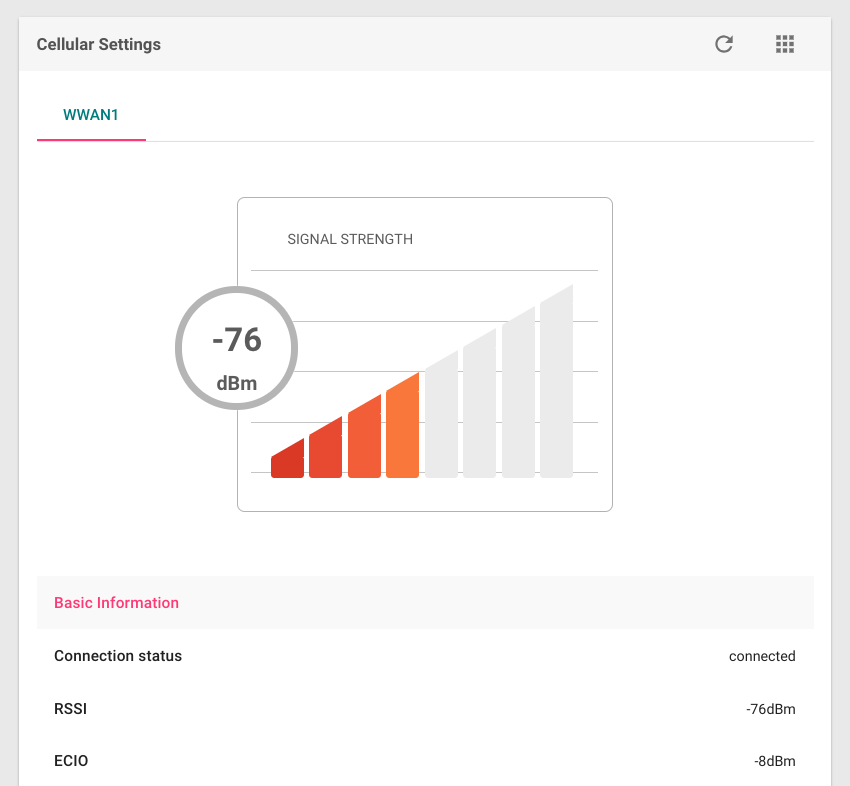 Cellular Settings
WWAN1
SIGNAL STRENGTH
-76
dBm
Basic Information
Connection status connected
RSSI -76dBm
ECIO -8dBm